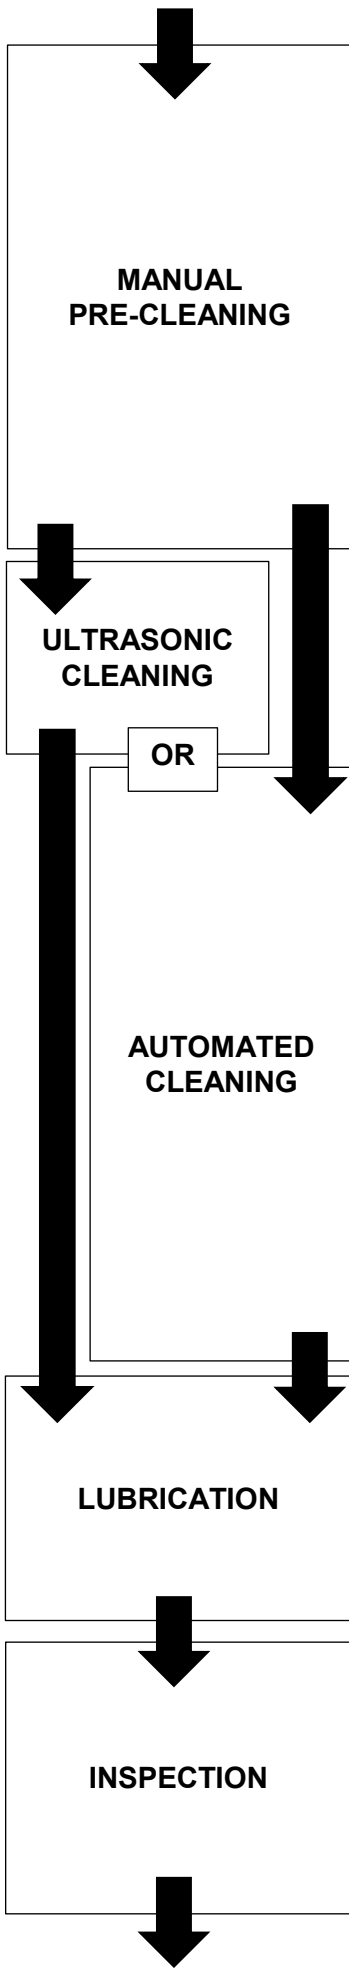 MANUAL
PRE-CLEANING
ULTRASONIC
CLEANING
OR
AUTOMATED
CLEANING
LUBRICATION
INSPECTION